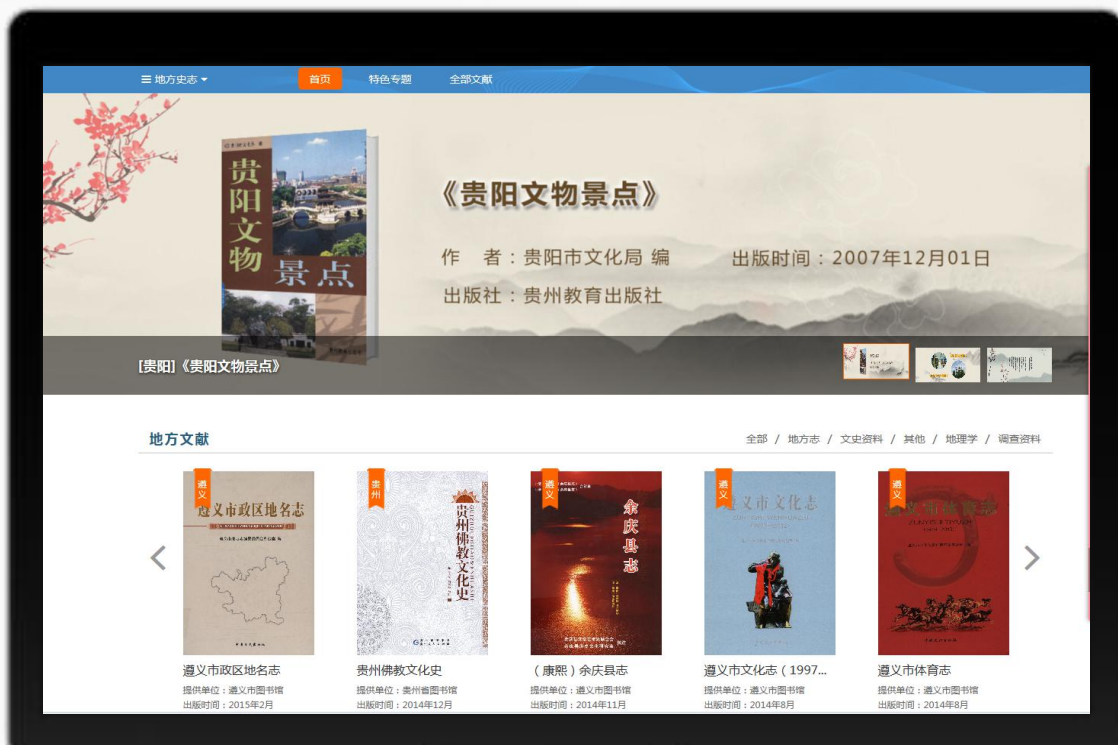 地方史志
首页
特色专题
全部文献
贵阳文物
景点
《贵阳文物景点》
作 者：贵阳市文化局 编
出版时间：2007年12月01日
出版社：贵州教育出版社
[贵阳]《贵阳文物景点》
地方文献
全部 / 地方志 / 文史资料 / 其他 / 地理学 / 调查资料
遵义
遵义市政区地名志
贵州
贵州佛教文化史
遵义
余庆县志
遵义
遵义市文化志
遵义
遵义市体育志
遵义市政区地名志
提供单位：遵义市图书馆
出版时间：2015年2月
贵州佛教文化史
提供单位：贵州省图书馆
出版时间：2014年12月
（康熙）余庆县志
提供单位：遵义市图书馆
出版时间：2014年11月
遵义市文化志（1997...
提供单位：遵义市图书馆
出版时间：2014年8月
遵义市体育志
提供单位：遵义市图书馆
出版时间：2014年8月